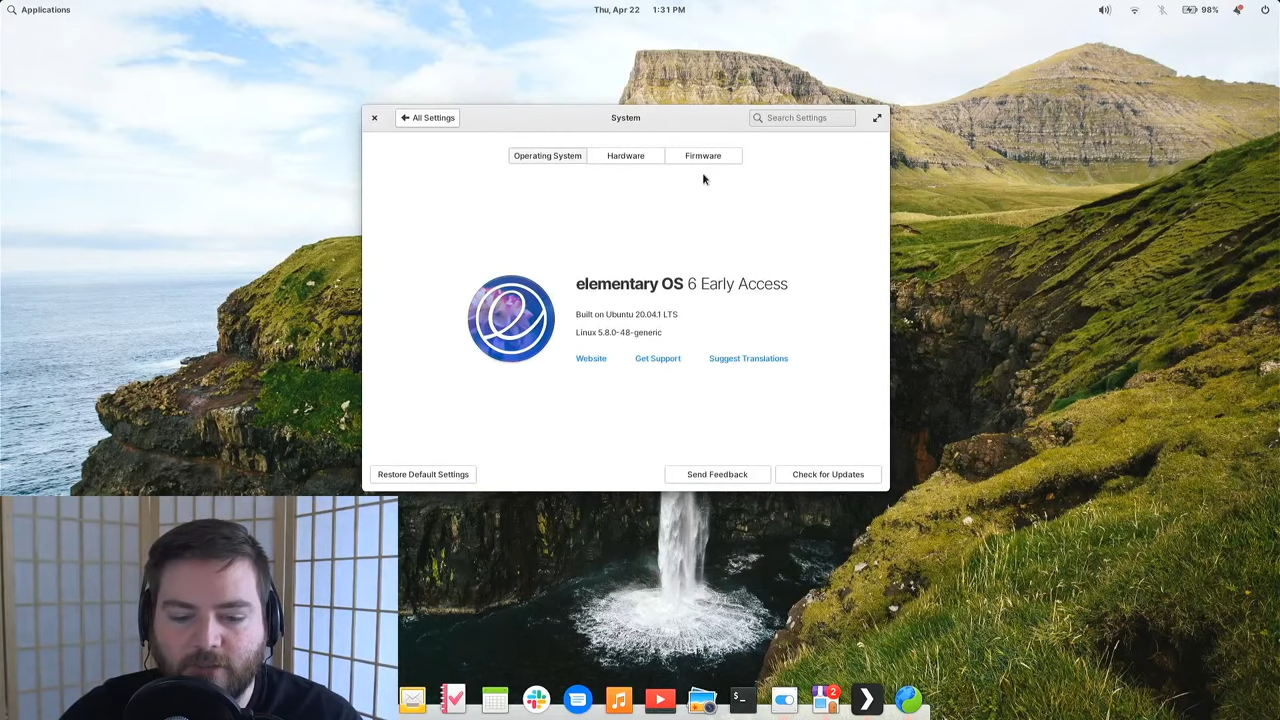 Applications
Thu, Apr 22 1:31 PM
98%
All Settings
System
Search Settings
Operating System
Hardware
Firmware
elementary OS 6 Early Access
Built on Ubuntu 20.04.1 LTS
Linux 5.8.0-48-generic
Website
Get Support
Suggest Translations
Restore Default Settings
Send Feedback
Check for Updates
2